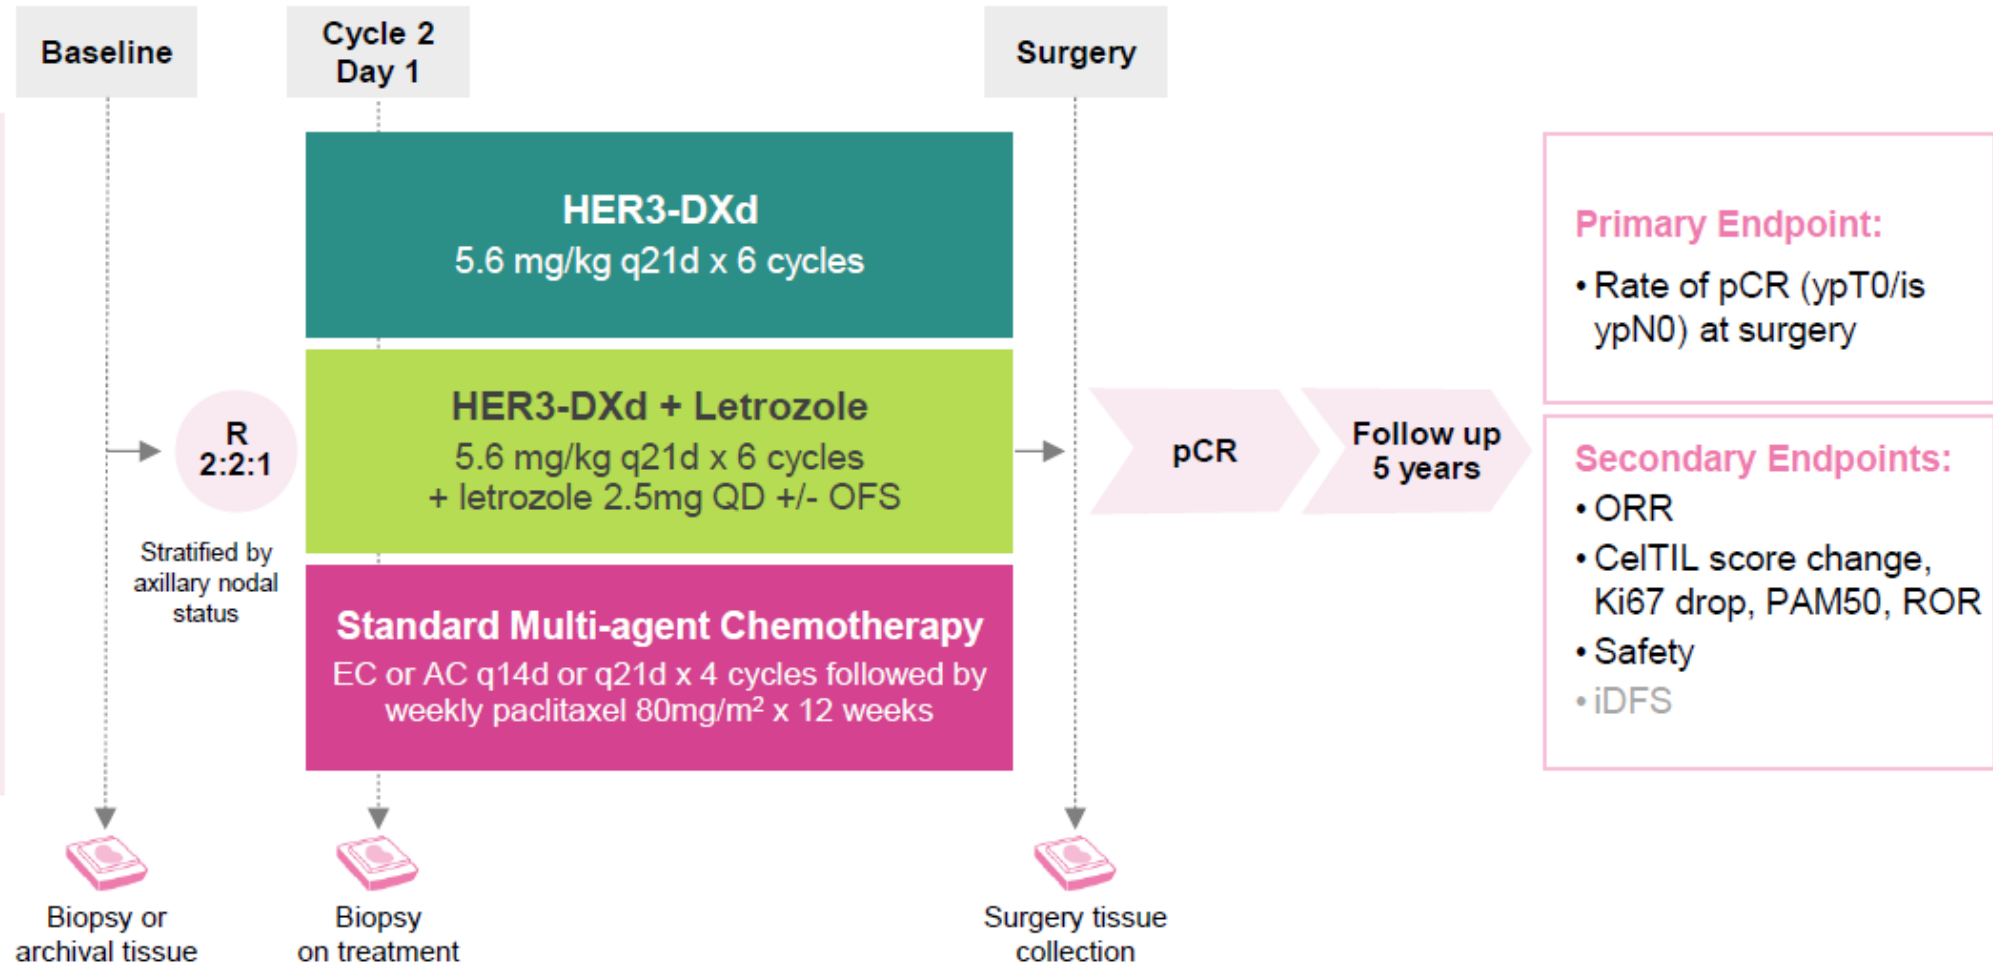 Baseline
Cycle 2
Day 1
Surgery
HER3-DXd
5.6 mg/kg q21d x 6 cycles
R
2:2:1
Stratified by
axillary nodal
status
HER3-DXd + Letrozole
5.6 mg/kg q21d x 6 cycles
+ letrozole 2.5mg QD +/- OFS
Standard Multi-agent Chemotherapy
EC or AC q14d or q21d x 4 cycles followed by
weekly paclitaxel 80mg/m² x 12 weeks
pCR
Follow up
5 years
Primary Endpoint:
• Rate of pCR (ypT0/is
ypN0) at surgery
Secondary Endpoints:
• ORR
• CelTIL score change,
Ki67 drop, PAM50, ROR
• Safety
• iDFS
Biopsy or
archival tissue
Biopsy
on treatment
Surgery tissue
collection